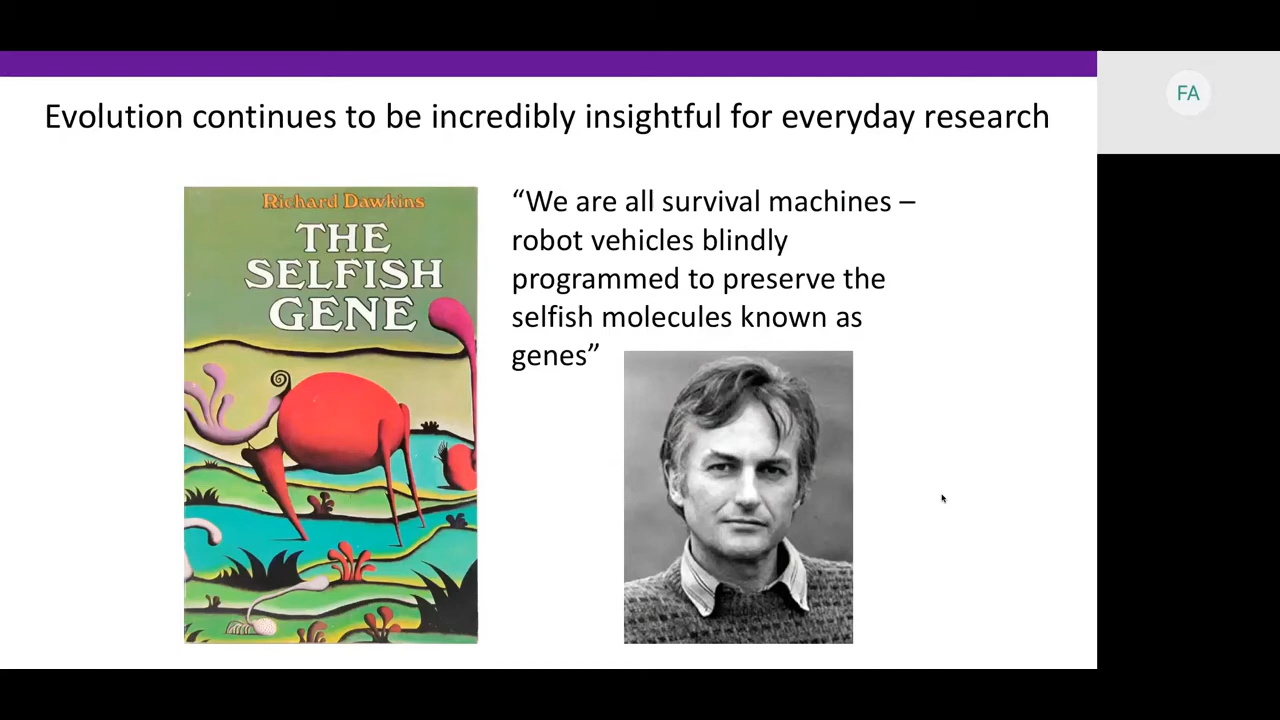 Evolution continues to be incredibly insightful for everyday research
FA
Richard Dawkins
THE
SELFISH
GENE
“We are all survival machines –
robot vehicles blindly
programmed to preserve the
selfish molecules known as
genes”